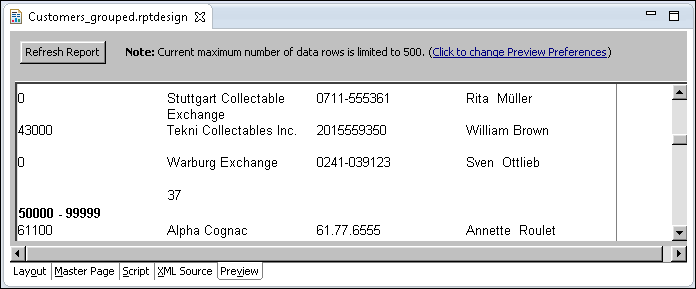 Customers_grouped.rptdesign
Refresh Report Note: Current maximum number of data rows is limited to 500. (Click to change Preview Preferences)
0 Stuttgart Collectable Exchange 0711-555361 Rita Müller
43000 Tekni Collectables Inc. 2015559350 William Brown
0 Warburg Exchange 0241-039123 Sven Ottlieb
37
50000 - 99999
61100 Alpha Cognac 61.77.6555 Annette Roulet
Layout Master Page Script XML Source Preview